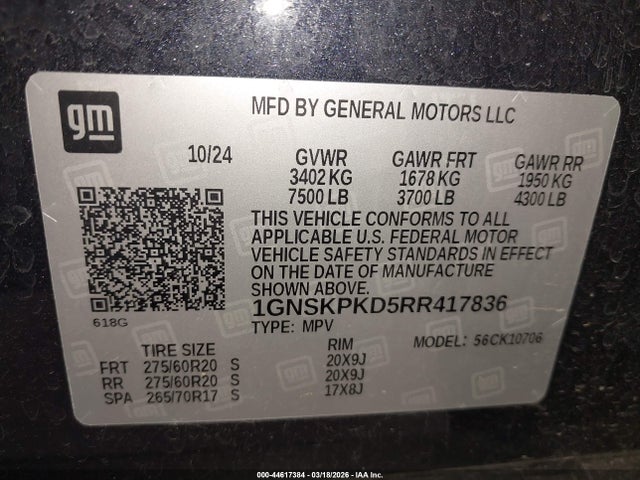 gm
MFD BY GENERAL MOTORS LLC
10/24 GVWR GAWR FRT GAWR RR
3402 KG 1678 KG 1950 KG
7500 LB 3700 LB 4300 LB
THIS VEHICLE CONFORMS TO ALL
APPLICABLE U.S. FEDERAL MOTOR
VEHICLE SAFETY STANDARDS IN EFFECT
ON THE DATE OF MANUFACTURE
SHOWN ABOVE.
1GNSKPKD5RR417836
618G
TYPE: MPV MODEL: 56CK10706
TIRE SIZE RIM
FRT 275/60R20 S 20X9J
RR 275/60R20 S 20X9J
SPA 265/70R17 S 17X8J
000-44617384 - 03/18/2026 - IAA Inc.